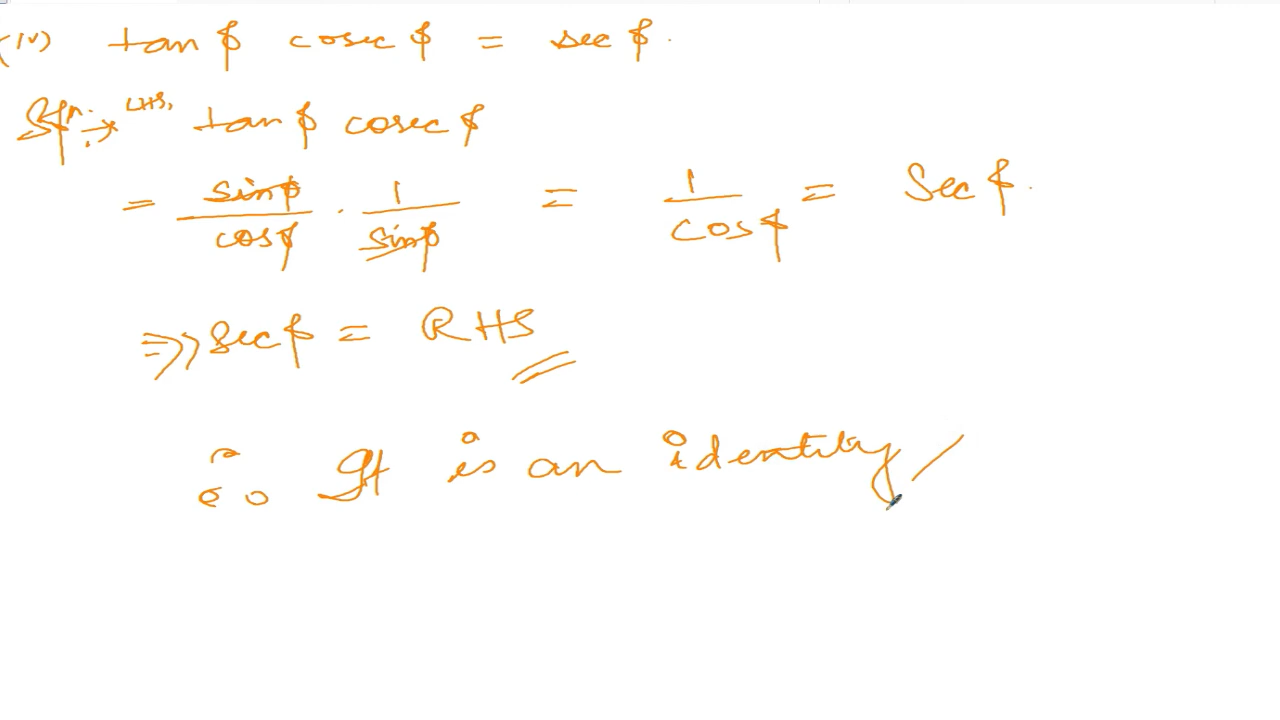 (iv) tan ϕ cosec ϕ = sec ϕ.
Sfn. → LHS, tan ϕ cosec ϕ
= sinϕ/cosϕ . 1/sinϕ = 1/cosϕ = Sec ϕ.
⇒ Sec ϕ = RHS
∴ It is an identity